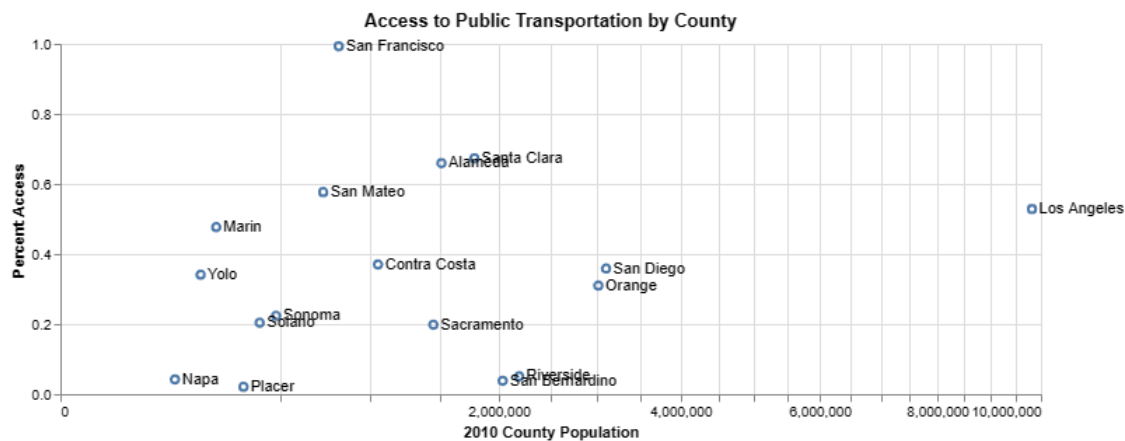 Access to Public Transportation by County
1.0
San Francisco
0.8
Alameda
Santa Clara
0.6
San Mateo
Los Angeles
Marin
0.4
Contra Costa
San Diego
Yolo
Orange
Sonoma
Solano
0.2
Sacramento
Napa
Placer
Riverside
San Bernardino
0.0
Percent Access
0 2,000,000 4,000,000 6,000,000 8,000,000 10,000,000
2010 County Population